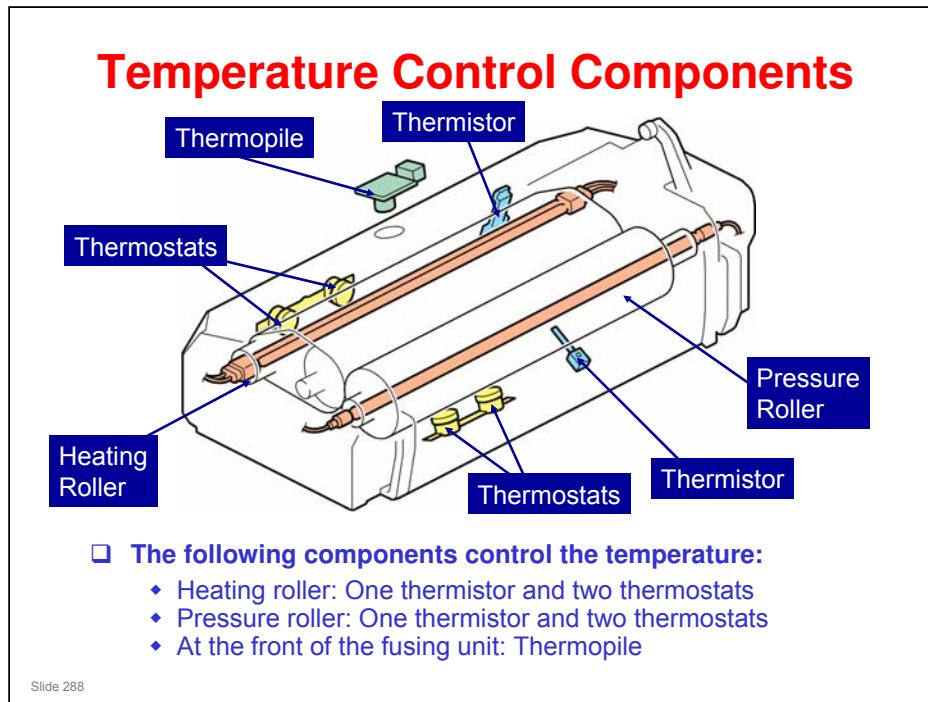 Temperature Control Components
Thermopile
Thermistor
Thermostats
Pressure
Roller
Heating
Roller
Thermostats
Thermistor
❑ The following components control the temperature:
◆ Heating roller: One thermistor and two thermostats
◆ Pressure roller: One thermistor and two thermostats
◆ At the front of the fusing unit: Thermopile
Slide 288